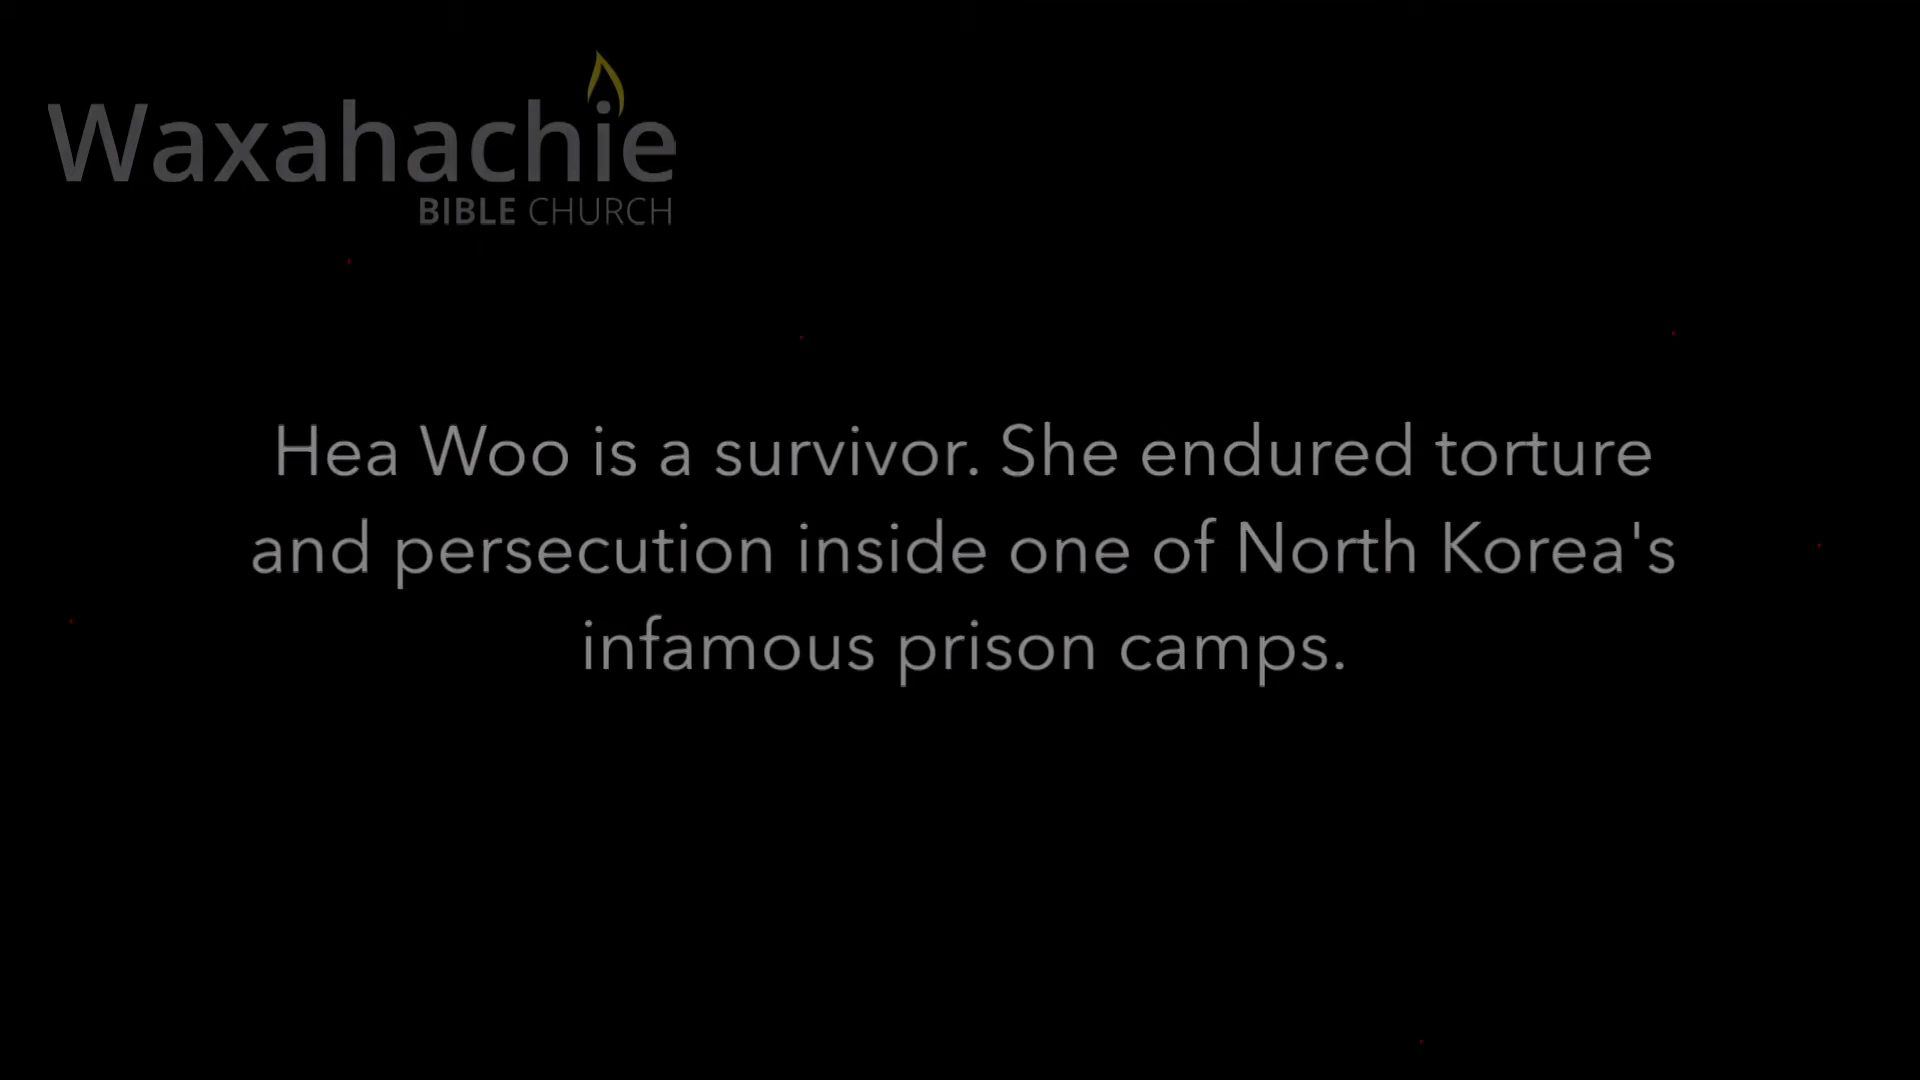 Waxahachie
BIBLE CHURCH
Hea Woo is a survivor. She endured torture
and persecution inside one of North Korea's
infamous prison camps.